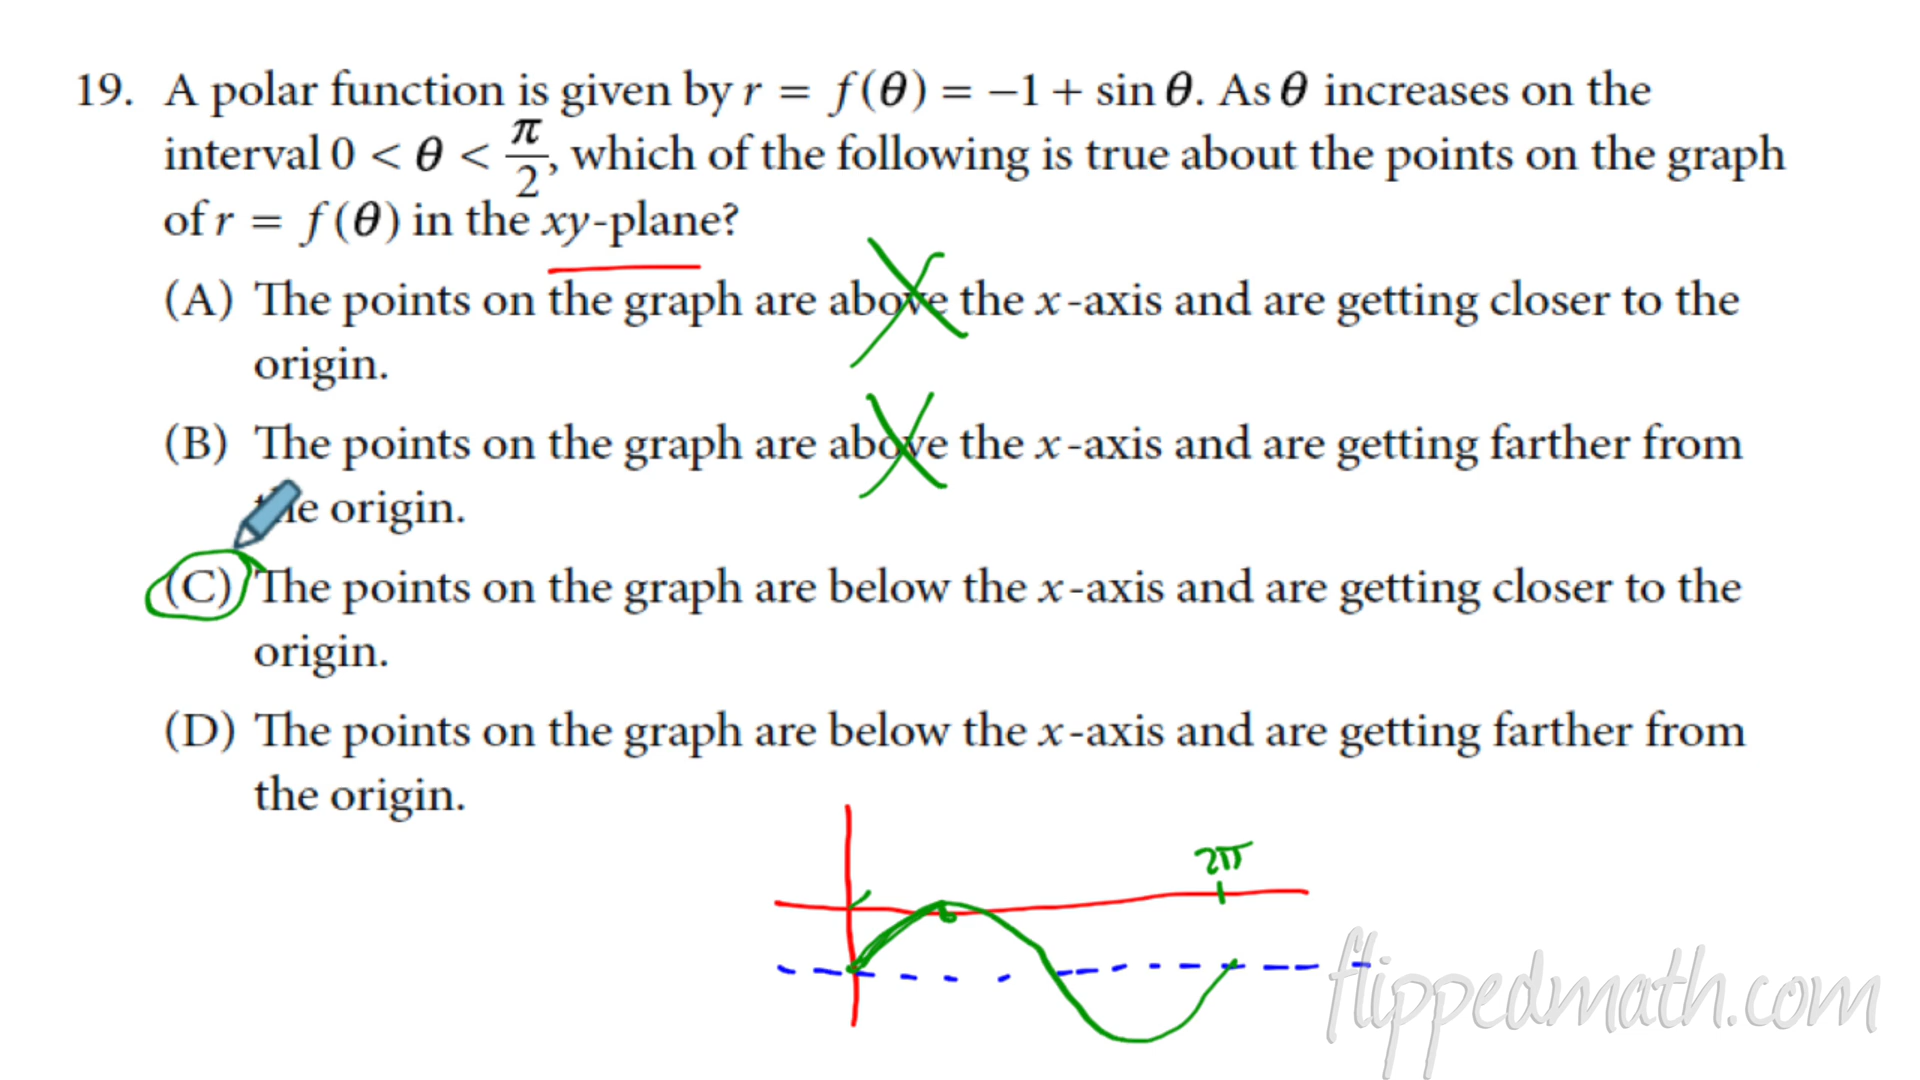 19. A polar function is given by r = f(θ) = −1 + sin θ. As θ increases on the
interval 0 < θ < π/2, which of the following is true about the points on the graph
of r = f(θ) in the xy-plane?
(A) The points on the graph are above the x-axis and are getting closer to the
origin.
(B) The points on the graph are above the x-axis and are getting farther from
the origin.
(C) The points on the graph are below the x-axis and are getting closer to the
origin.
(D) The points on the graph are below the x-axis and are getting farther from
the origin.
2π
flippedmath.com